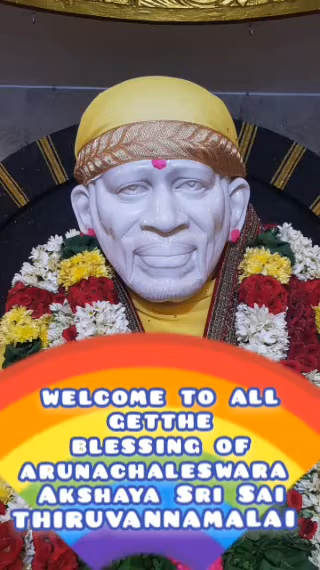 WELCOME TO ALL
GETTHE
BLESSING OF
ARUNACHALESWARA
AKSHAYA SRI SAI
THIRUVANNAMALAI